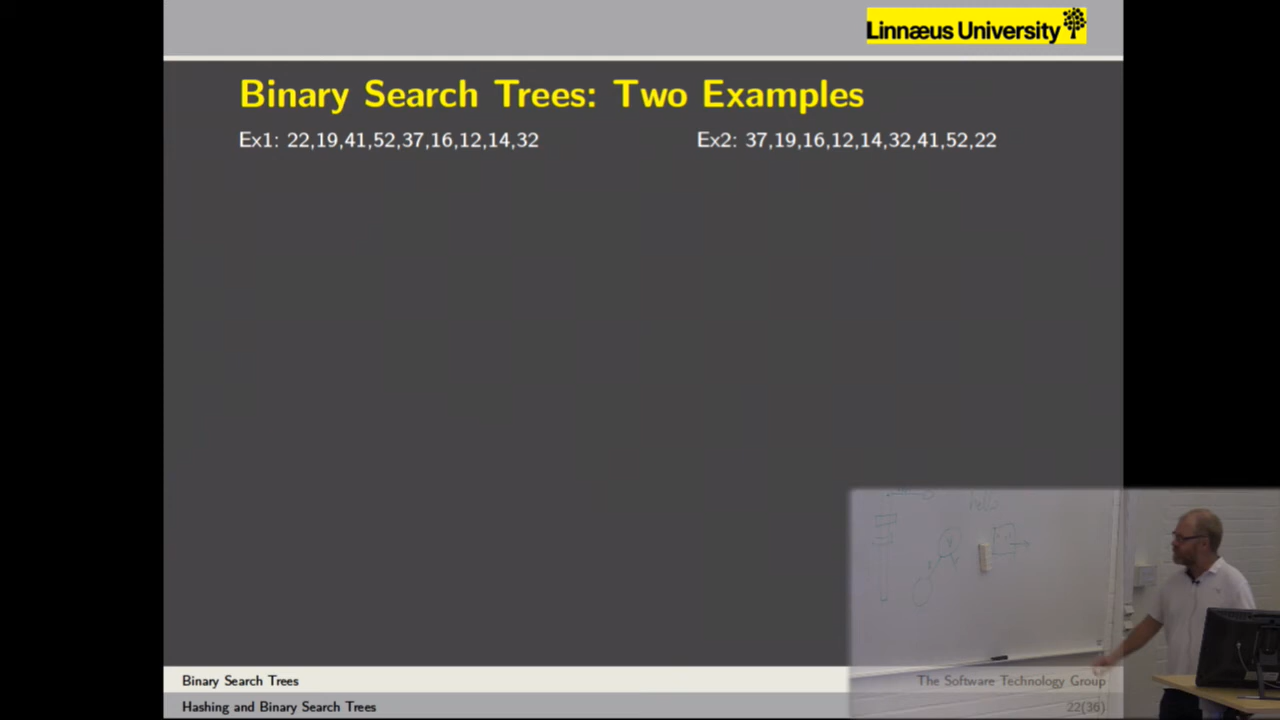 Linnæus University
Binary Search Trees: Two Examples
Ex1: 22,19,41,52,37,16,12,14,32
Ex2: 37,19,16,12,14,32,41,52,22
hello
Binary Search Trees
The Software Technology Group
Hashing and Binary Search Trees
22(36)